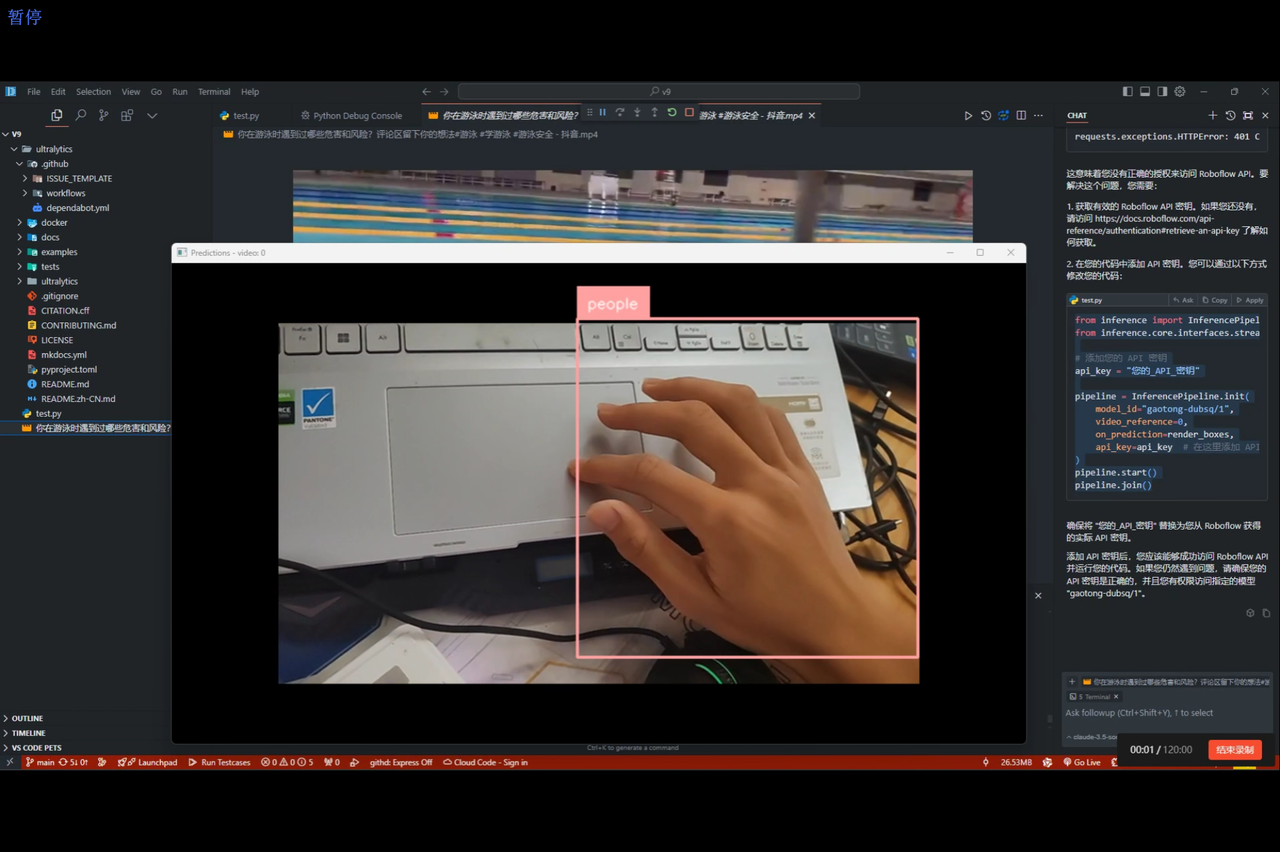 暂停
File Edit Selection View Go Run Terminal Help
v9
test.py
Python Debug Console
你在游泳时遇到过哪些危害和风险?
游泳 #游泳安全 - 抖音.mp4
你在游泳时遇到过哪些危害和风险? 评论区留下你的想法#游泳 #学游泳 #游泳安全 - 抖音.mp4
V9
ultralytics
.github
ISSUE_TEMPLATE
workflows
dependabot.yml
docker
docs
examples
tests
ultralytics
.gitignore
CITATION.cff
CONTRIBUTING.md
LICENSE
mkdocs.yml
pyproject.toml
README.md
README.zh-CN.md
test.py
你在游泳时遇到过哪些危害和风险?
OUTLINE
TIMELINE
VS CODE PETS
Predictions - video: 0
people
PANTONE
Ctrl+K to generate a command
CHAT
requests.exceptions.HTTPError: 401 C
这意味着您没有正确的授权来访问 Roboflow API。要
解决这个问题，您需要：
1. 获取有效的 Roboflow API 密钥。如果您还没有，
请访问 https://docs.roboflow.com/api-
reference/authentication#retrieve-an-api-key 了解如
何获取。
2. 在您的代码中添加 API 密钥。您可以通过以下方式
修改您的代码：
test.py Ask Copy Apply
from inference import InferencePipel
from inference.core.interfaces.strea
# 添加您的 API 密钥
api_key = "您的_API_密钥"
pipeline = InferencePipeline.init(
model_id="gaotong-dubsq/1",
video_reference=0,
on_prediction=render_boxes,
api_key=api_key # 在这里添加 API
)
pipeline.start()
pipeline.join()
确保将 "您的_API_密钥" 替换为您从 Roboflow 获得
的实际 API 密钥。
添加 API 密钥后，您应该能够成功访问 Roboflow API
并运行您的代码。如果您仍然遇到问题，请确保您的
API 密钥是正确的，并且您有权限访问指定的模型
"gaotong-dubsq/1"。
你在游泳时遇到过哪些危害和风险? 评论区留下你的想法#
Terminal
Ask followup (Ctrl+Shift+Y), ↑ to select
claude-3.5-so
00:01 / 120:00 结束录制
main 5↓ 0↑ Launchpad Run Testcases 0 0 5 0 githd: Express Off Cloud Code - Sign in 26.53MB Go Live